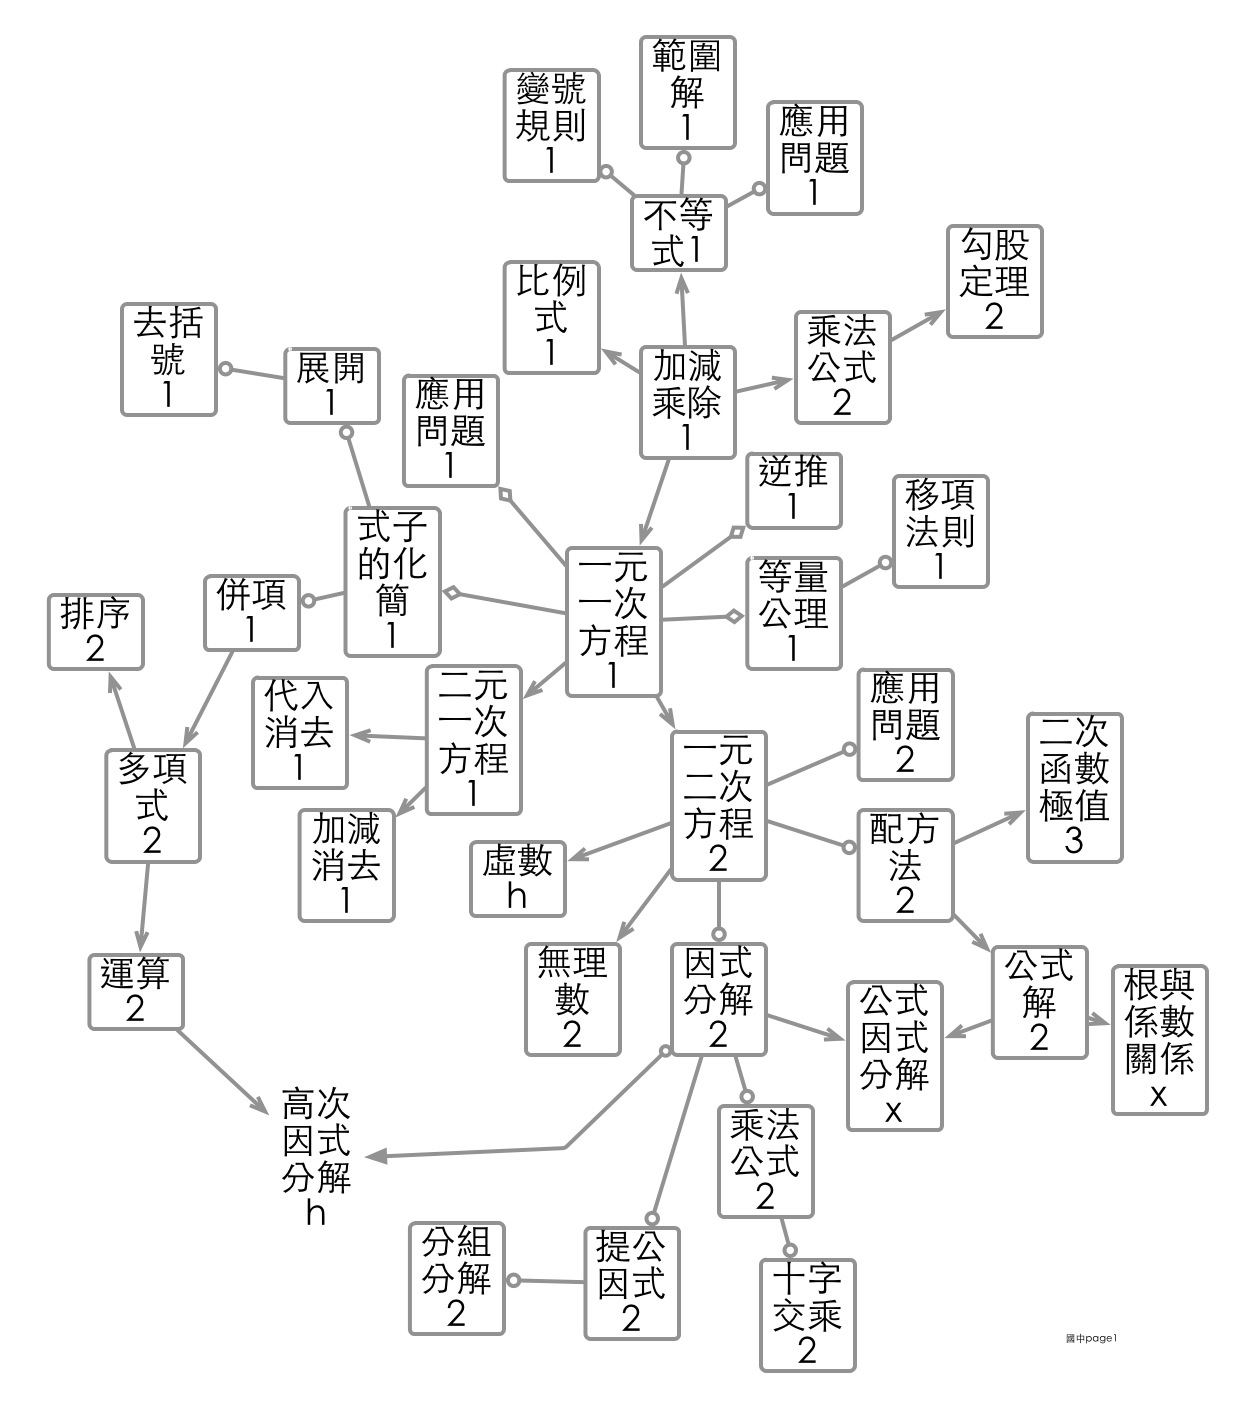 範圍
解
1
變號
規則
1
應用
問題
1
不等
式1
勾股
定理
2
比例
式
1
去括
號
1
乘法
公式
2
展開
1
加減
乘除
1
應用
問題
1
逆推
1
移項
法則
1
式子
的化
簡
1
一元
一次
方程
1
等量
公理
1
併項
1
排序
2
二元
一次
方程
1
代入
消去
1
應用
問題
2
二次
函數
極值
3
一元
二次
方程
2
多項
式
2
加減
消去
1
配方
法
2
虛數
h
無理
數
2
因式
分解
2
公式
解
2
運算
2
根與
係數
關係
x
公式
因式
分解
x
高次
因式
分解
h
乘法
公式
2
分組
分解
2
提公
因式
2
十字
交乘
2
國中page1